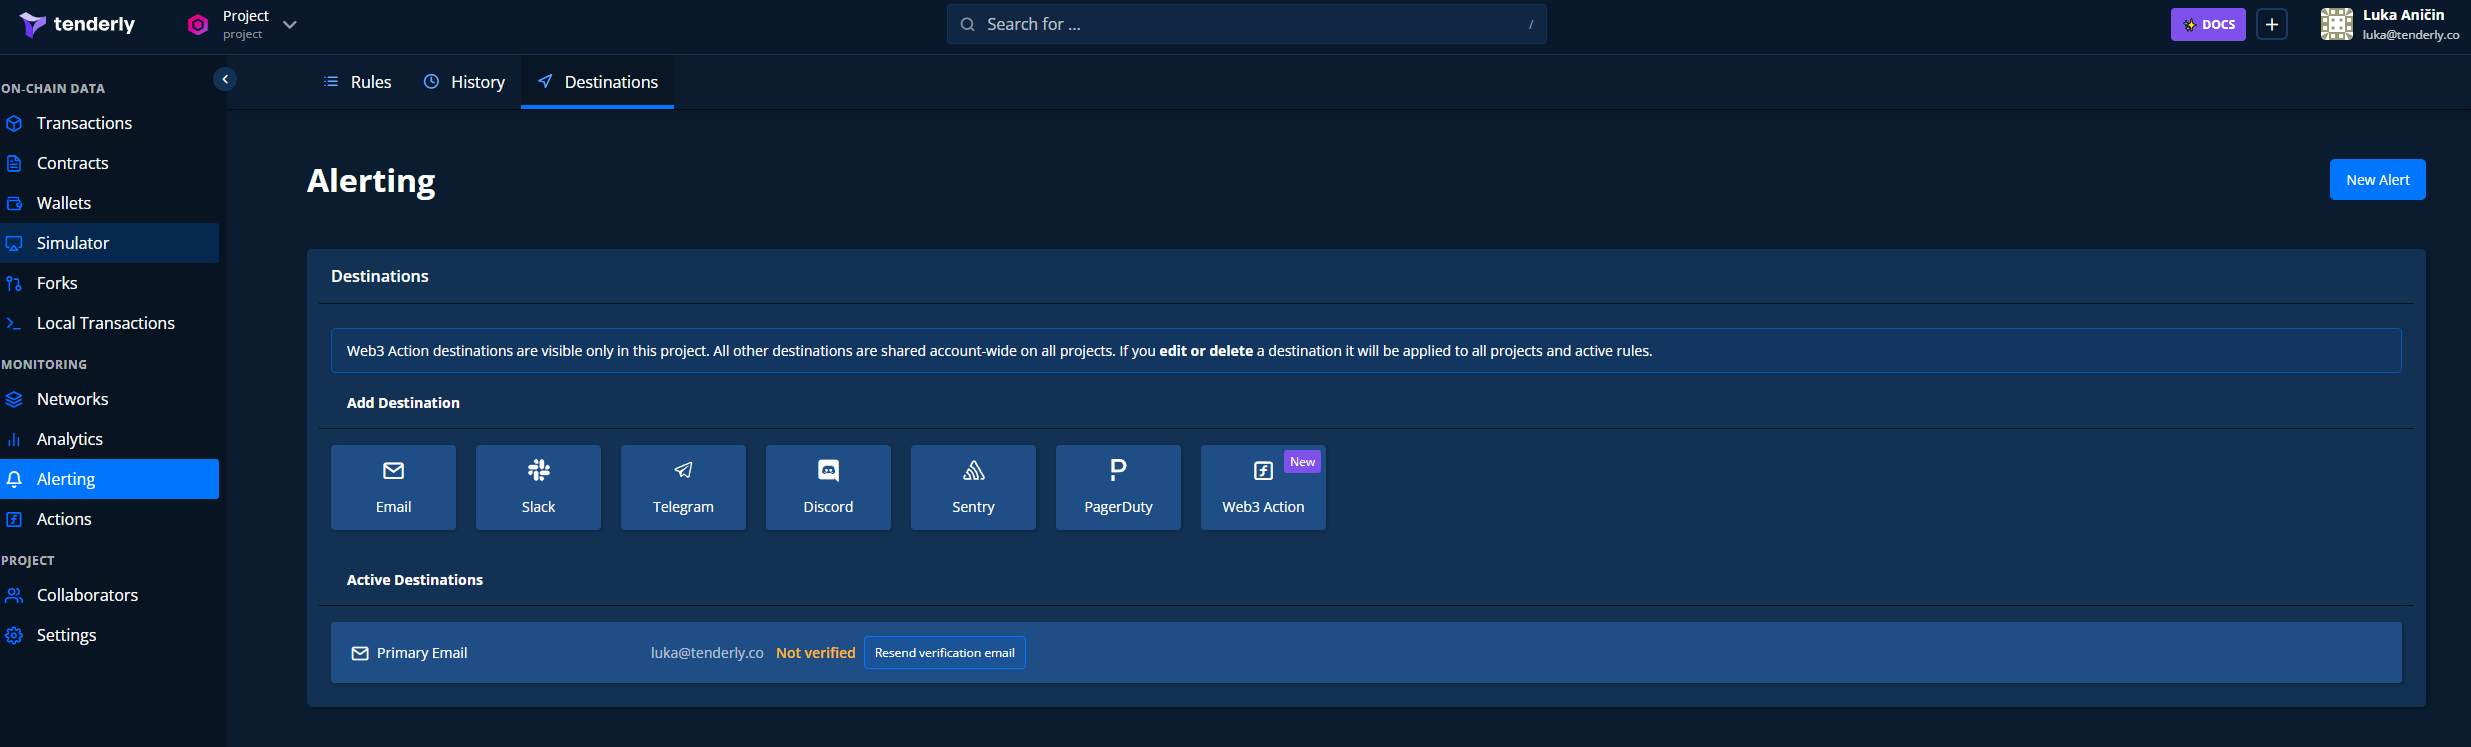 tenderly
Project
project
Search for ...
/
DOCS
+
Luka Aničin
luka@tenderly.co
ON-CHAIN DATA
Transactions
Contracts
Wallets
Simulator
Forks
Local Transactions
MONITORING
Networks
Analytics
Alerting
Actions
PROJECT
Collaborators
Settings
Rules
History
Destinations
Alerting
New Alert
Destinations
Web3 Action destinations are visible only in this project. All other destinations are shared account-wide on all projects. If you edit or delete a destination it will be applied to all projects and active rules.
Add Destination
Email
Slack
Telegram
Discord
Sentry
PagerDuty
New
Web3 Action
Active Destinations
Primary Email
luka@tenderly.co Not verified Resend verification email